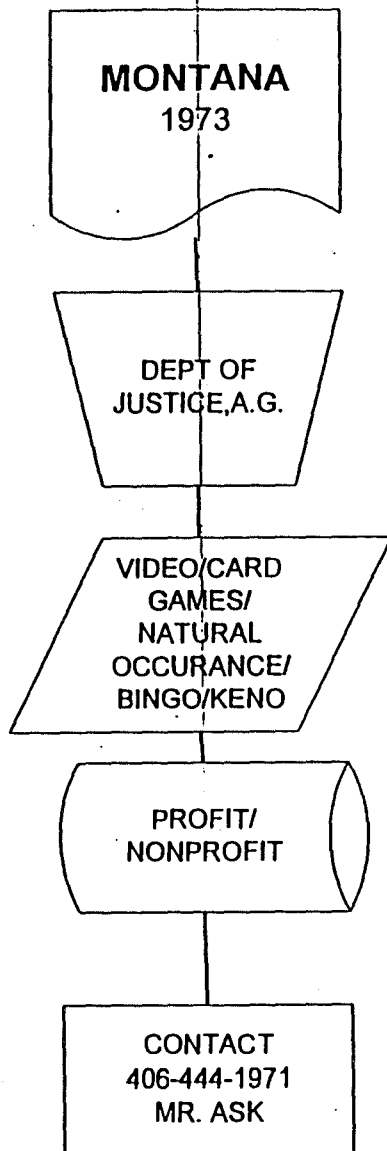 MONTANA
1973
DEPT OF
JUSTICE,A.G.
VIDEO/CARD
GAMES/
NATURAL
OCCURANCE/
BINGO/KENO
PROFIT/
NONPROFIT
CONTACT
406-444-1971
MR. ASK